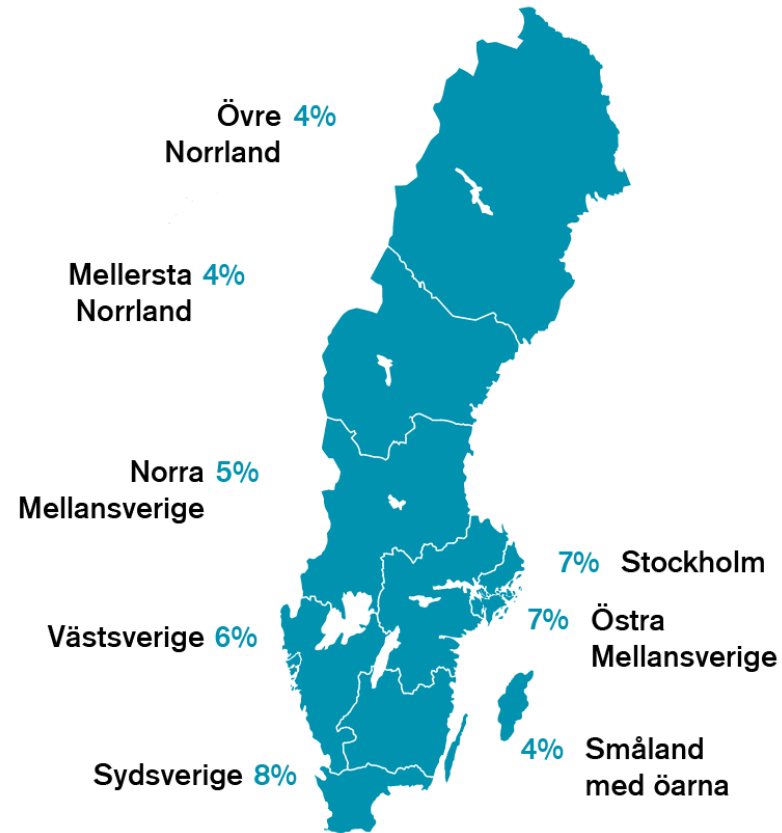 Övre 4%
Norrland
Mellersta 4%
Norrland
Norra 5%
Mellansverige
7% Stockholm
7% Östra
Mellansverige
Västsverige 6%
4% Småland
med öarna
Sydsverige 8%